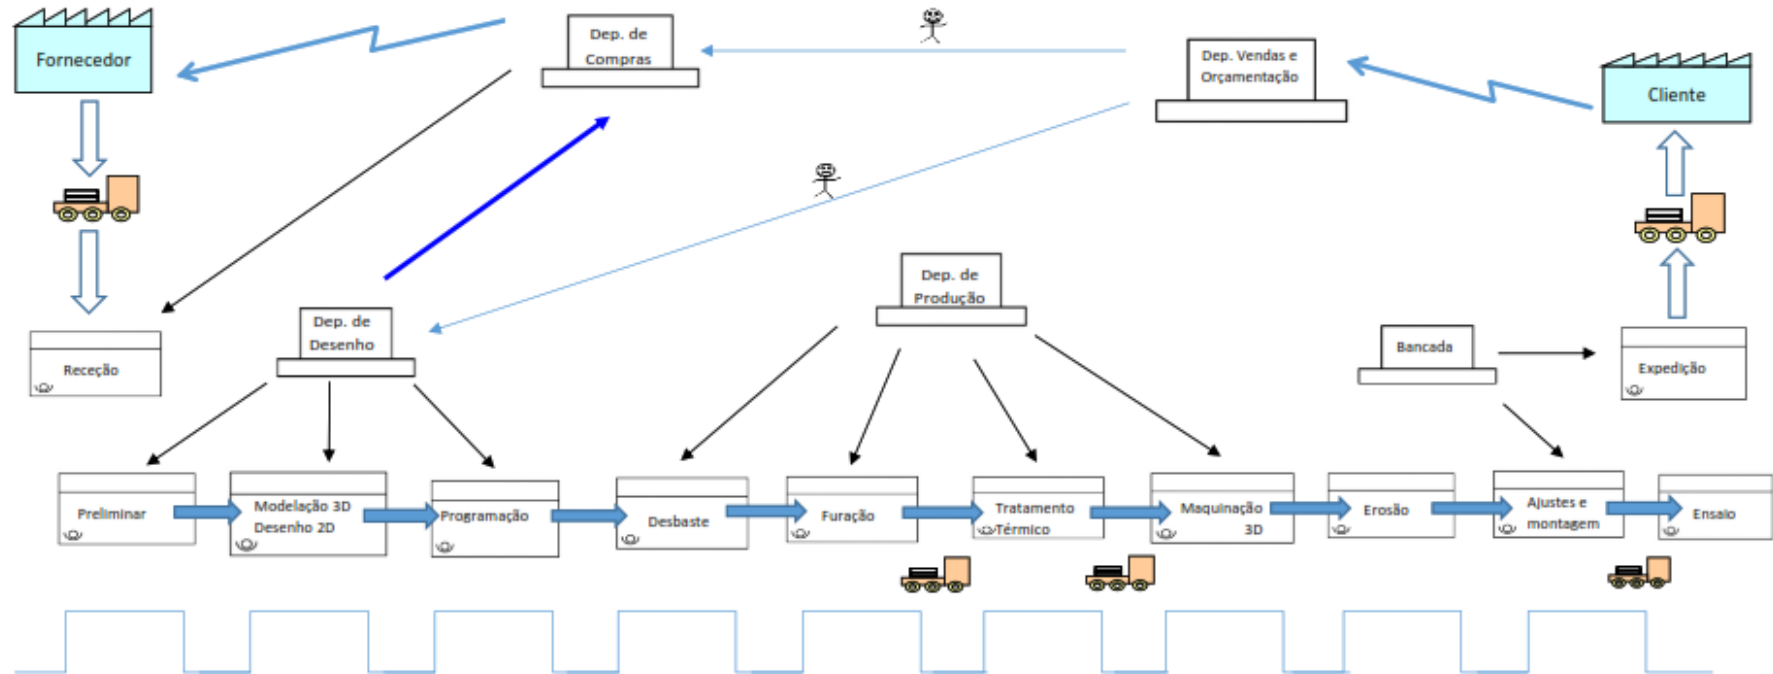 Fornecedor
Dep. de
Compras
Dep. Vendas e
Orçamentação
Cliente
Dep. de
Produção
Dep. de
Desenho
Receção
Bancada
Expedição
Preliminar
Modelação 3D
Desenho 2D
Programação
Desbaste
Furação
Tratamento
Térmico
Maquinação
3D
Erosão
Ajustes e
montagem
Ensaio